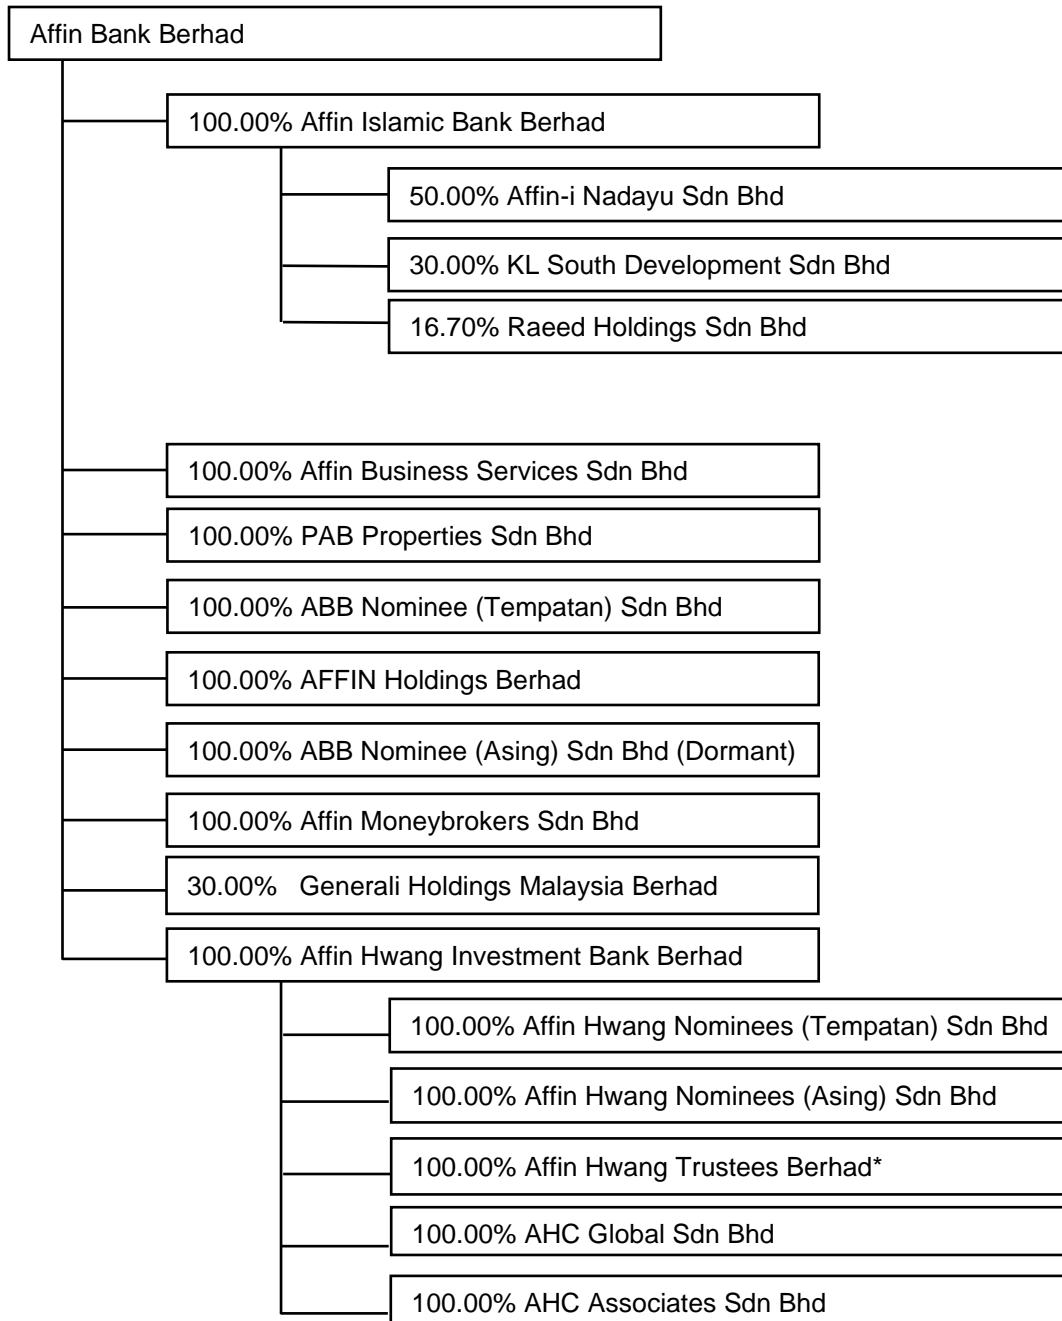 Affin Bank Berhad
100.00% Affin Islamic Bank Berhad
50.00% Affin-i Nadayu Sdn Bhd
30.00% KL South Development Sdn Bhd
16.70% Raeed Holdings Sdn Bhd
100.00% Affin Business Services Sdn Bhd
100.00% PAB Properties Sdn Bhd
100.00% ABB Nominee (Tempatan) Sdn Bhd
100.00% AFFIN Holdings Berhad
100.00% ABB Nominee (Asing) Sdn Bhd (Dormant)
100.00% Affin Moneybrokers Sdn Bhd
30.00% Generali Holdings Malaysia Berhad
100.00% Affin Hwang Investment Bank Berhad
100.00% Affin Hwang Nominees (Tempatan) Sdn Bhd
100.00% Affin Hwang Nominees (Asing) Sdn Bhd
100.00% Affin Hwang Trustees Berhad*
100.00% AHC Global Sdn Bhd
100.00% AHC Associates Sdn Bhd